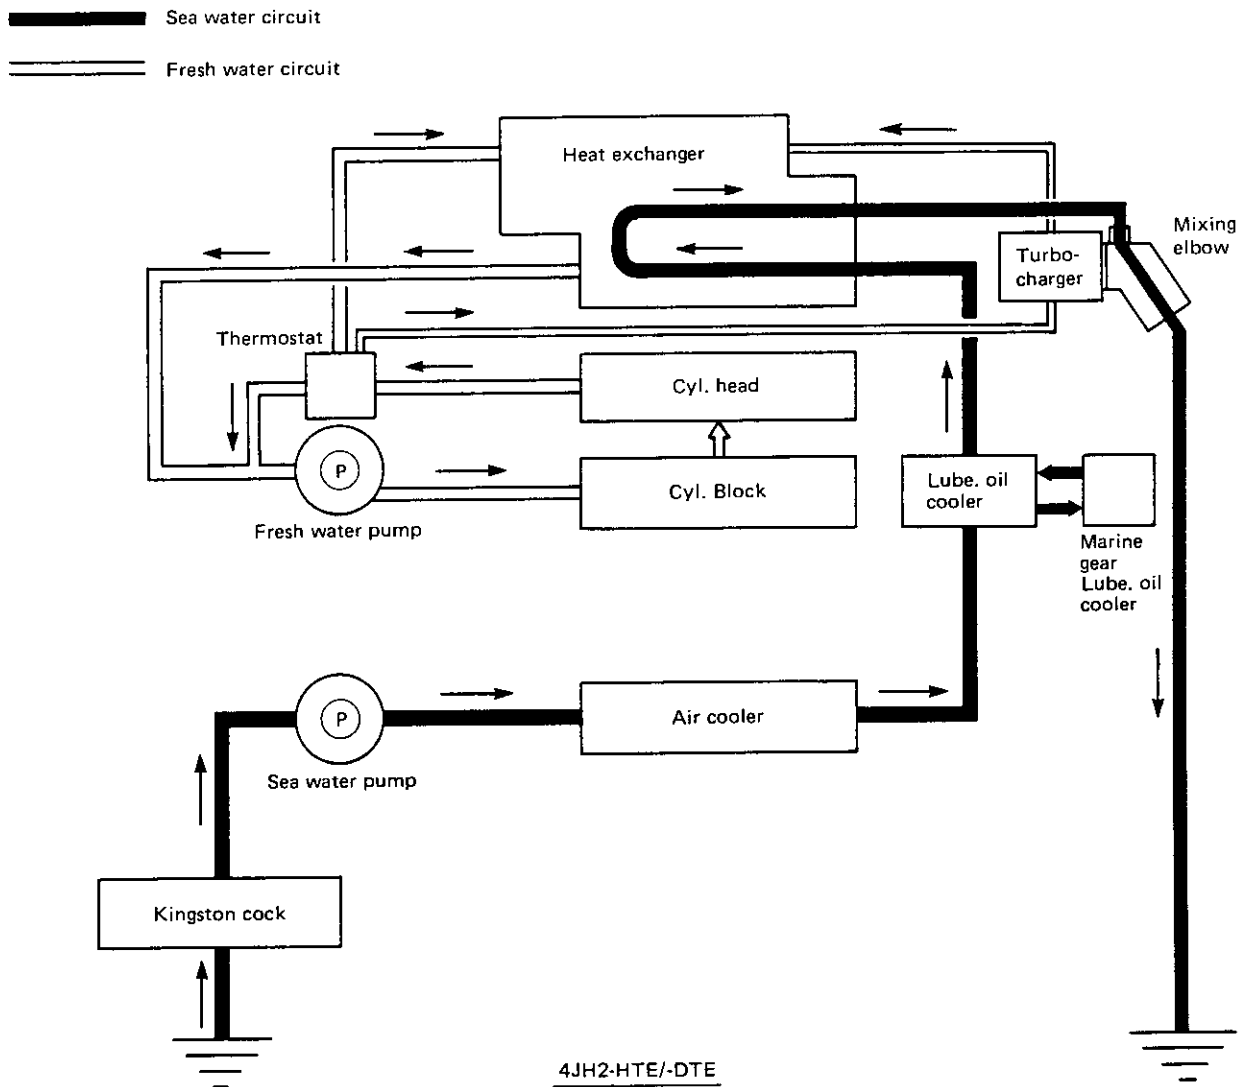 Sea water circuit
Fresh water circuit
Heat exchanger
Mixing
elbow
Turbo-
charger
Thermostat
Cyl. head
P
Cyl. Block
Lube. oil
cooler
Fresh water pump
Marine
gear
Lube. oil
cooler
P
Air cooler
Sea water pump
Kingston cock
4JH2-HTE/-DTE